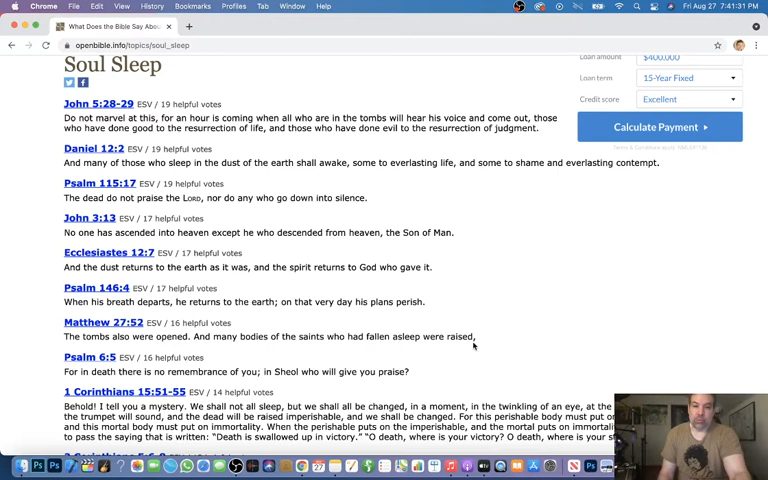 Chrome File Edit View History Bookmarks Profiles Tab Window Help Fri Aug 27 7:41:31 PM
What Does the Bible Say Abou
openbible.info/topics/soul_sleep
Soul Sleep
John 5:28-29 ESV / 19 helpful votes
Do not marvel at this, for an hour is coming when all who are in the tombs will hear his voice and come out, those
who have done good to the resurrection of life, and those who have done evil to the resurrection of judgment.
Daniel 12:2 ESV / 19 helpful votes
And many of those who sleep in the dust of the earth shall awake, some to everlasting life, and some to shame and everlasting contempt.
Psalm 115:17 ESV / 19 helpful votes
The dead do not praise the LORD, nor do any who go down into silence.
John 3:13 ESV / 17 helpful votes
No one has ascended into heaven except he who descended from heaven, the Son of Man.
Ecclesiastes 12:7 ESV / 17 helpful votes
And the dust returns to the earth as it was, and the spirit returns to God who gave it.
Psalm 146:4 ESV / 17 helpful votes
When his breath departs, he returns to the earth; on that very day his plans perish.
Matthew 27:52 ESV / 16 helpful votes
The tombs also were opened. And many bodies of the saints who had fallen asleep were raised,
Psalm 6:5 ESV / 16 helpful votes
For in death there is no remembrance of you; in Sheol who will give you praise?
1 Corinthians 15:51-55 ESV / 14 helpful votes
Behold! I tell you a mystery. We shall not all sleep, but we shall all be changed, in a moment, in the twinkling of an eye, at the
the trumpet will sound, and the dead will be raised imperishable, and we shall be changed. For this perishable body must put on
and this mortal body must put on immortality. When the perishable puts on the imperishable, and the mortal puts on immortality
to pass the saying that is written: “Death is swallowed up in victory.” “O death, where is your victory? O death, where is your
Loan amount $400,000
Loan term 15-Year Fixed
Credit score Excellent
Calculate Payment